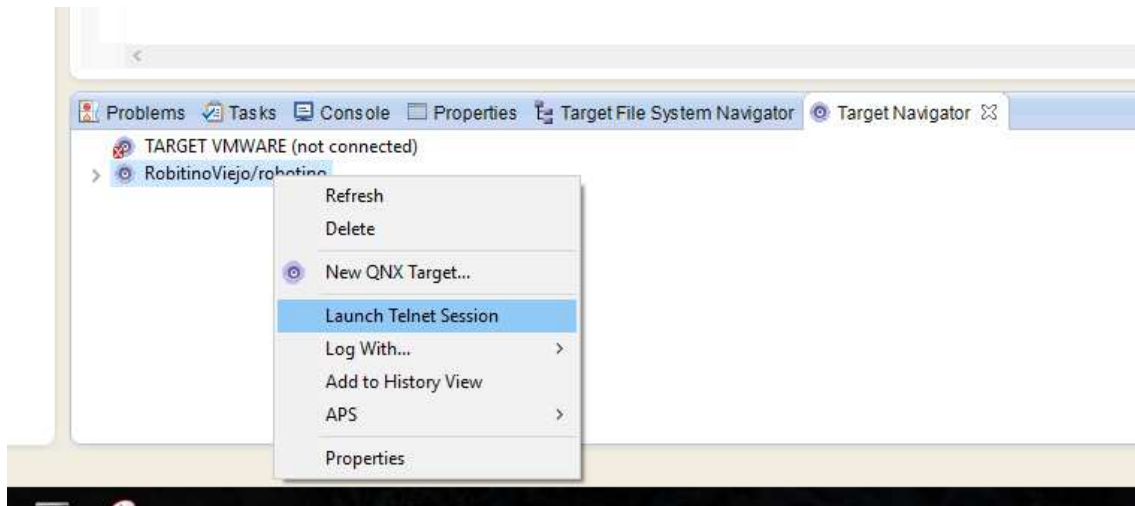 Problems Tasks Console Properties Target File System Navigator Target Navigator
TARGET VMWARE (not connected)
RobitinoViejo/robotino
Refresh
Delete
New QNX Target...
Launch Telnet Session
Log With...
Add to History View
APS
Properties